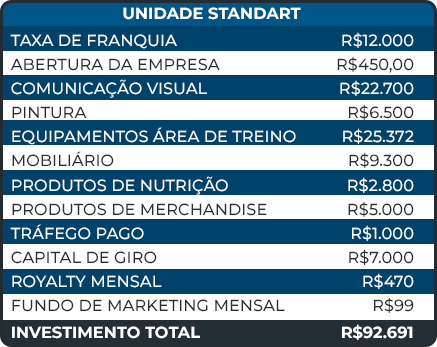 UNIDADE STANDART
TAXA DE FRANQUIA R$12.000
ABERTURA DA EMPRESA R$450,00
COMUNICAÇÃO VISUAL R$22.700
PINTURA R$6.500
EQUIPAMENTOS ÁREA DE TREINO R$25.372
MOBILIÁRIO R$9.300
PRODUTOS DE NUTRIÇÃO R$2.800
PRODUTOS DE MERCHANDISE R$5.000
TRÁFEGO PAGO R$1.000
CAPITAL DE GIRO R$7.000
ROYALTY MENSAL R$470
FUNDO DE MARKETING MENSAL R$99
INVESTIMENTO TOTAL R$92.691